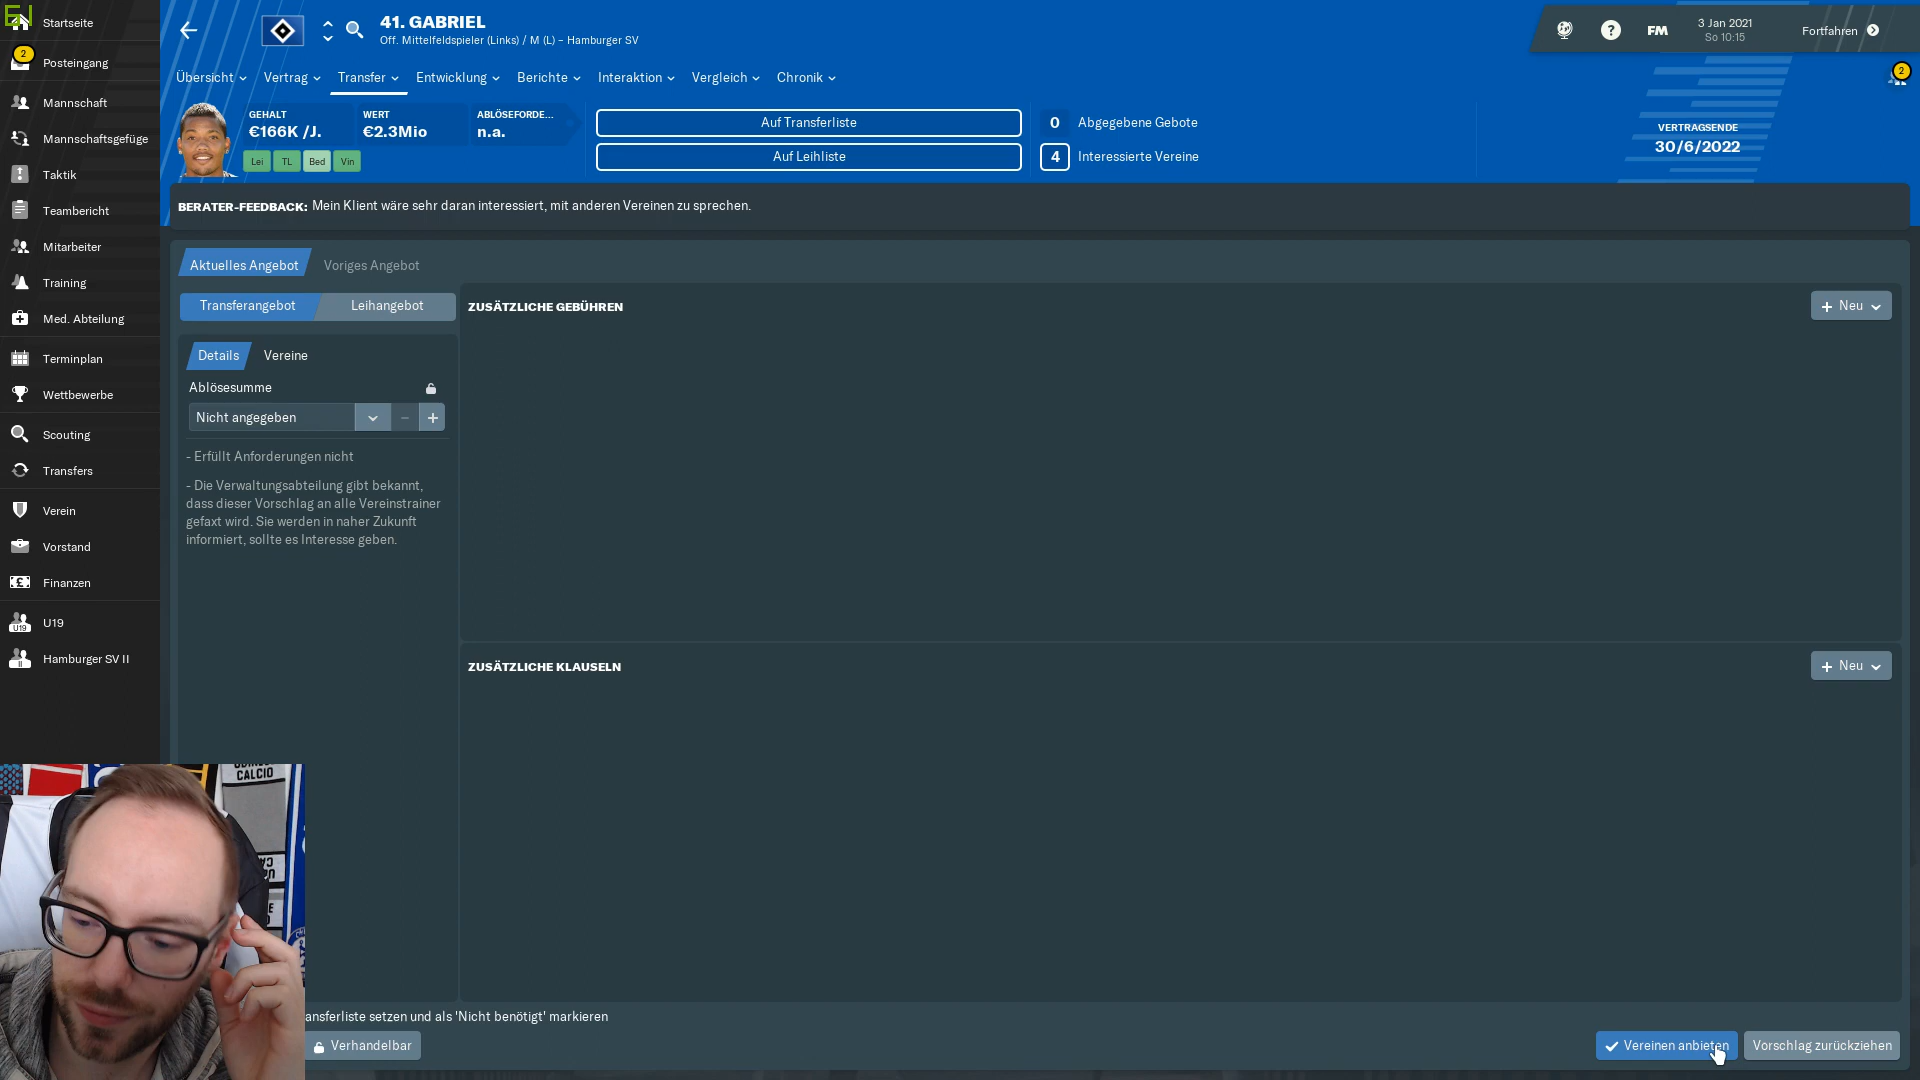 Startseite
2
Posteingang
Mannschaft
Mannschaftsgefüge
Taktik
Teambericht
Mitarbeiter
Training
Med. Abteilung
Terminplan
Wettbewerbe
Scouting
Transfers
Verein
Vorstand
Finanzen
U19
U19
Hamburger SV II
II
41. GABRIEL
Off. Mittelfeldspieler (Links) / M (L) – Hamburger SV
?
FM
3 Jan 2021
So 10:15
Fortfahren
2
Übersicht
Vertrag
Transfer
Entwicklung
Berichte
Interaktion
Vergleich
Chronik
GEHALT
€166K /J.
WERT
€2.3Mio
ABLÖSEFORDE...
n.a.
Lei
TL
Bed
Vin
Auf Transferliste
Auf Leihliste
0 Abgegebene Gebote
4 Interessierte Vereine
VERTRAGSENDE
30/6/2022
BERATER-FEEDBACK: Mein Klient wäre sehr daran interessiert, mit anderen Vereinen zu sprechen.
Aktuelles Angebot
Voriges Angebot
Transferangebot
Leihangebot
Details
Vereine
Ablösesumme
Nicht angegeben
- Erfüllt Anforderungen nicht
- Die Verwaltungsabteilung gibt bekannt,
dass dieser Vorschlag an alle Vereinstrainer
gefaxt wird. Sie werden in naher Zukunft
informiert, sollte es Interesse geben.
ZUSÄTZLICHE GEBÜHREN
+ Neu
ZUSÄTZLICHE KLAUSELN
+ Neu
CALCIO
ansferliste setzen und als 'Nicht benötigt' markieren
Verhandelbar
Vereinen anbieten
Vorschlag zurückziehen